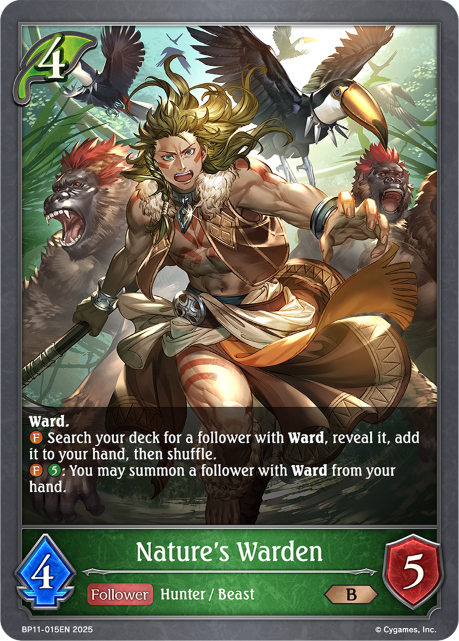 4
Ward.
F Search your deck for a follower with Ward, reveal it, add
it to your hand, then shuffle.
F 5: You may summon a follower with Ward from your
hand.
Nature's Warden
4
Follower Hunter / Beast B
5
BP11-015EN 2025 © Cygames, Inc.